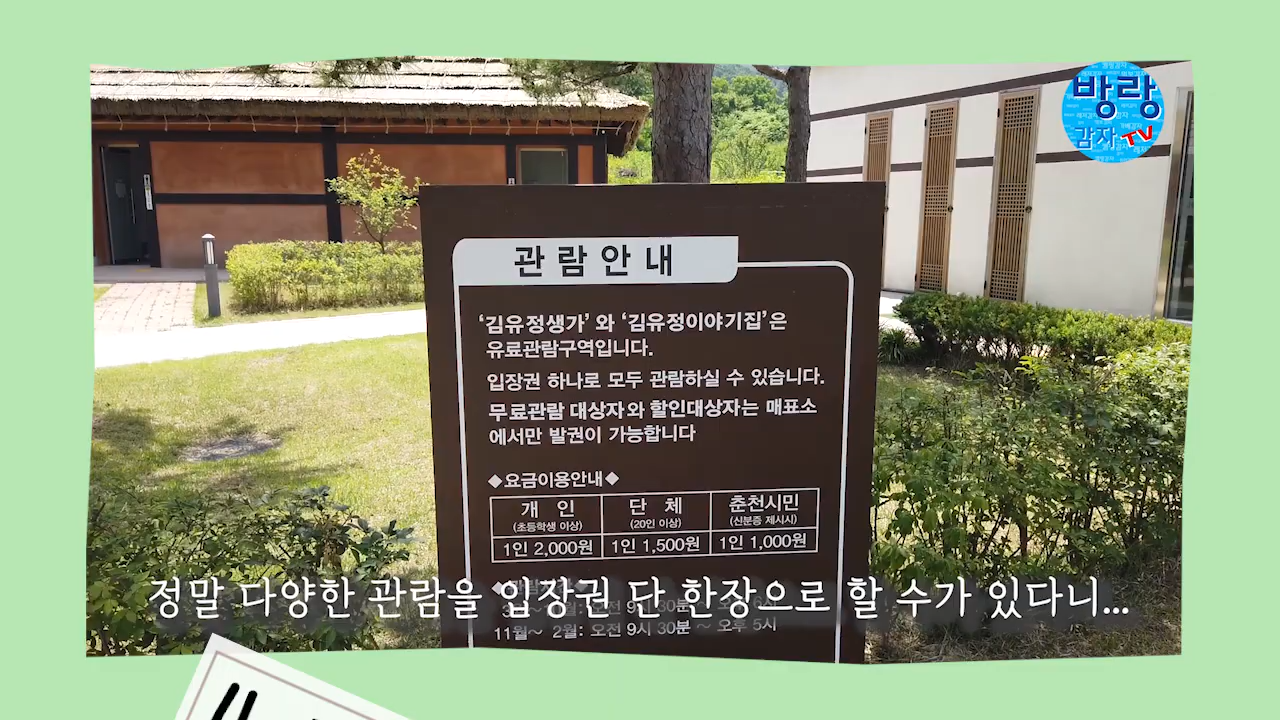 방랑
감자 TV
관람안내
‘김유정생가’ 와 ‘김유정이야기집’은
유료관람구역입니다.
입장권 하나로 모두 관람하실 수 있습니다.
무료관람 대상자와 할인대상자는 매표소
에서만 발권이 가능합니다
◆요금이용안내◆
개 인 단 체 춘천시민
(초등학생 이상) (20인 이상) (신분증 제시시)
1인 2,000원 1인 1,500원 1인 1,000원
정말 다양한 관람을 입장권 단 한장으로 할 수가 있다니...
11월~ 2월: 오전 9시 30분 ~ 오후 5시